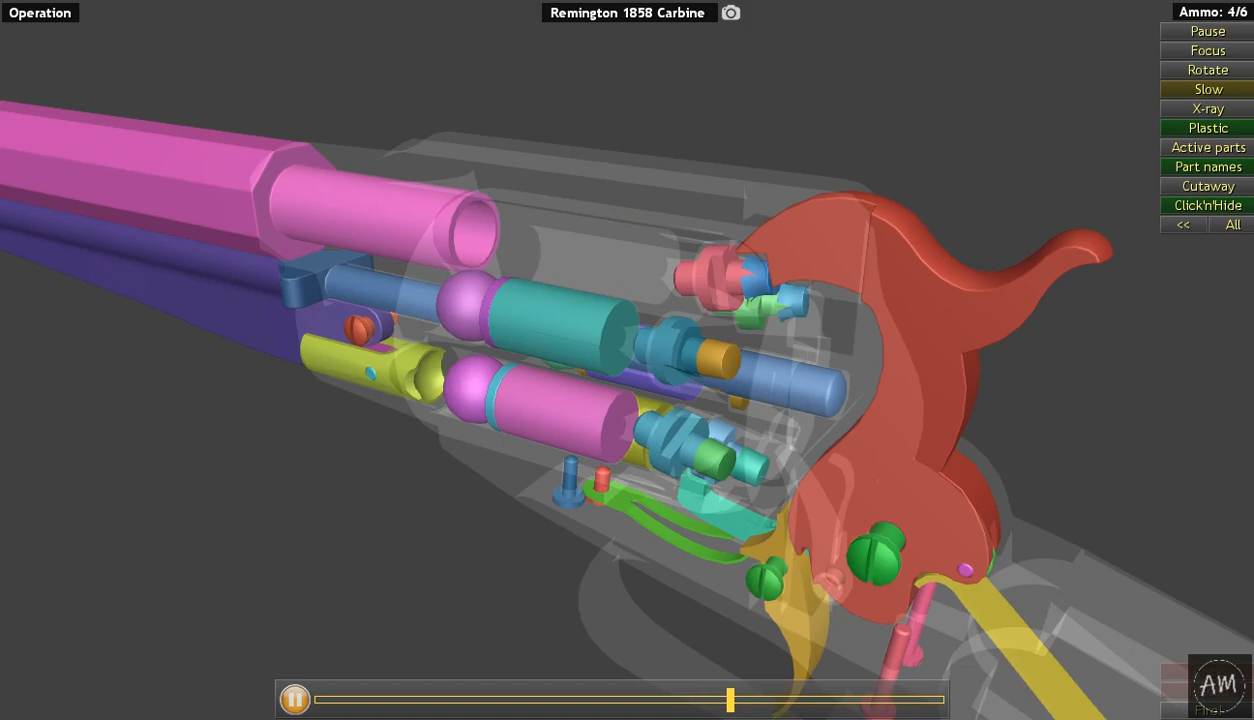 Operation
Remington 1858 Carbine
Ammo: 4/6
Pause
Focus
Rotate
Slow
X-ray
Plastic
Active parts
Part names
Cutaway
Click'n'Hide
<< All
AM